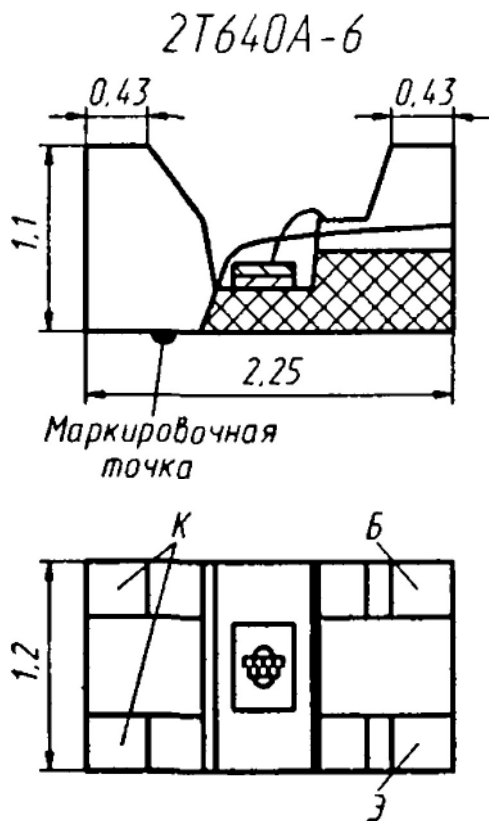 2Т640А-6
0,43
0,43
1,1
2,25
Маркировочная
точка
К
Б
1,2
Э